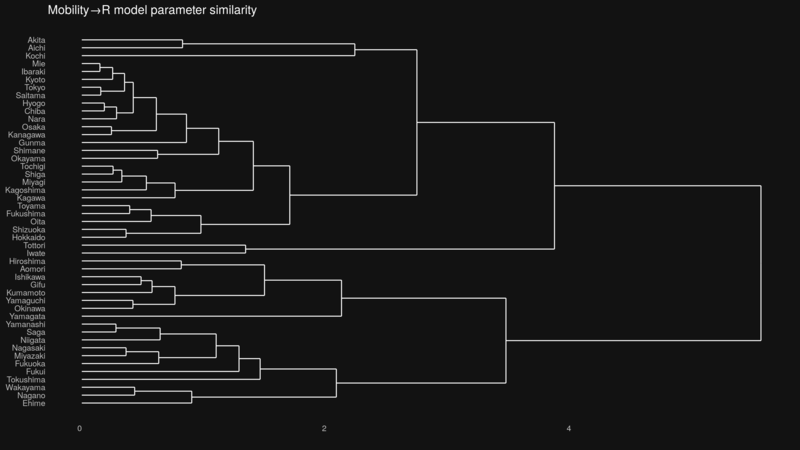 Mobility→R model parameter similarity
Akita
Aichi
Kochi
Mie
Ibaraki
Kyoto
Tokyo
Saitama
Hyogo
Chiba
Nara
Osaka
Kanagawa
Gunma
Shimane
Okayama
Tochigi
Shiga
Miyagi
Kagoshima
Kagawa
Toyama
Fukushima
Oita
Shizuoka
Hokkaido
Tottori
Iwate
Hiroshima
Aomori
Ishikawa
Gifu
Kumamoto
Yamaguchi
Okinawa
Yamagata
Yamanashi
Saga
Niigata
Nagasaki
Miyazaki
Fukuoka
Fukui
Tokushima
Wakayama
Nagano
Ehime
0 2 4